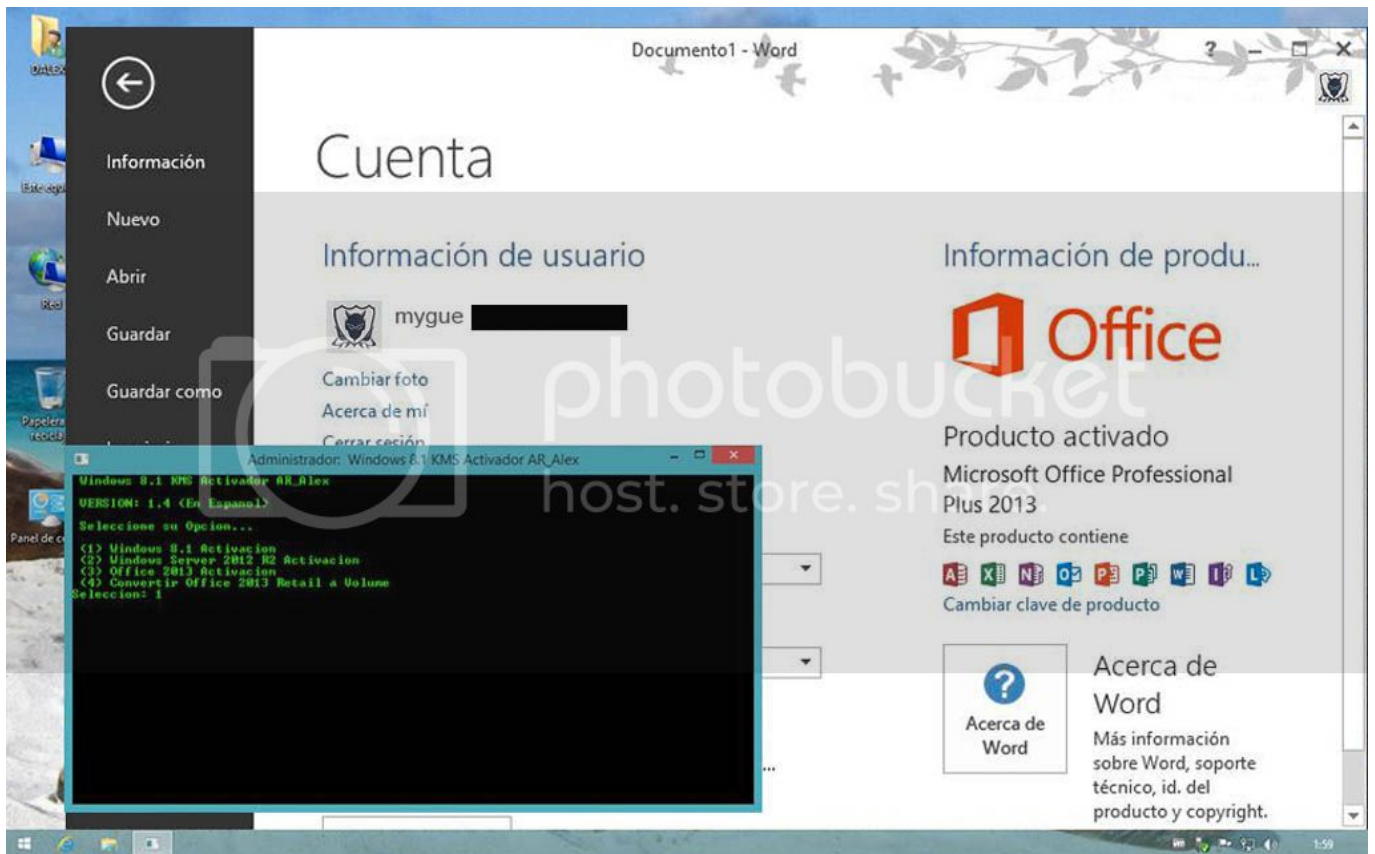 Documento1 - Word
?
Información
Nuevo
Abrir
Guardar
Guardar como
Cuenta
Información de usuario
mygue
Cambiar foto
Acerca de mí
Cerrar sesión
Información de produ...
Office
Producto activado
Microsoft Office Professional
Plus 2013
Este producto contiene
Cambiar clave de producto
?
Acerca de
Word
Acerca de
Word
Más información
sobre Word, soporte
técnico, id. del
producto y copyright.
...
Administrador: Windows 8.1 KMS Activador AR_Alex
Windows 8.1 KMS Activador AR_Alex
VERSION: 1.4 (En Espanol)
Seleccione su Opcion...
(1) Windows 8.1 Activacion
(2) Windows Server 2012 R2 Activacion
(3) Office 2013 Activacion
(4) Convertir Office 2013 Retail a Volume
Seleccion: 1
Red
Panel de
photobucket
host. store. share.
1:59